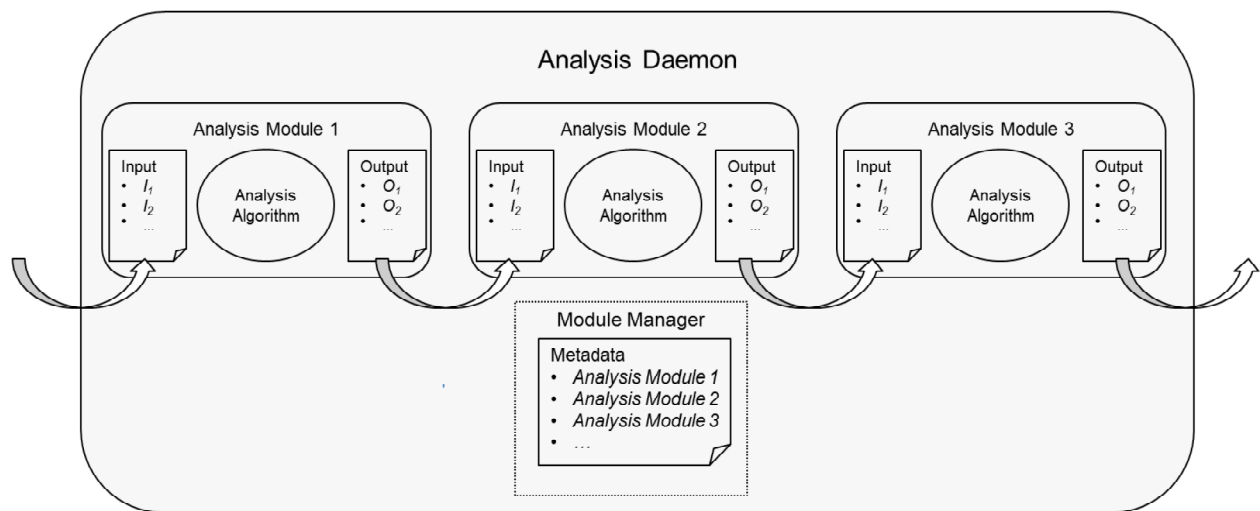 Analysis Daemon
Analysis Module 1
Input
• I₁
• I₂
• ...
Analysis
Algorithm
Output
• O₁
• O₂
• ...
Analysis Module 2
Input
• I₁
• I₂
• ...
Analysis
Algorithm
Output
• O₁
• O₂
• ...
Analysis Module 3
Input
• I₁
• I₂
• ...
Analysis
Algorithm
Output
• O₁
• O₂
• ...
Module Manager
Metadada
• Analysis Module 1
• Analysis Module 2
• Analysis Module 3
• ...